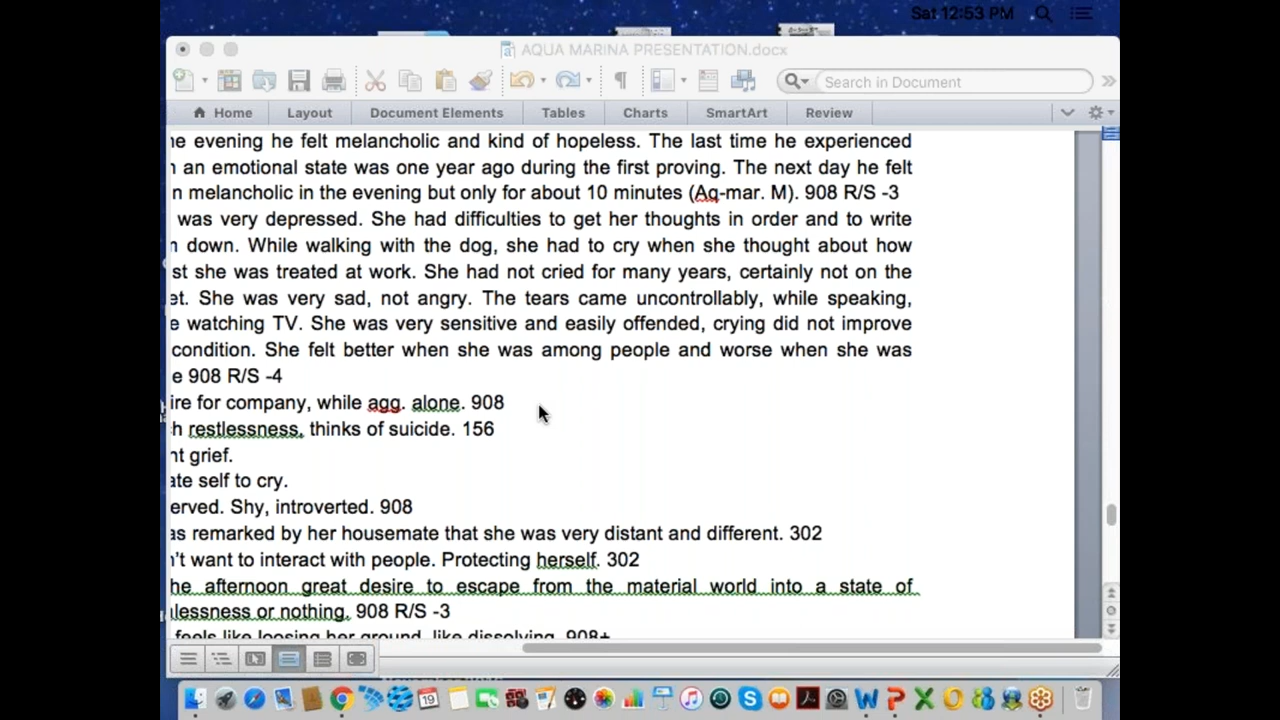 Sat 12:53 PM
AQUA MARINA PRESENTATION.docx
Search in Document
Home Layout Document Elements Tables Charts SmartArt Review
evening he felt melancholic and kind of hopeless. The last time he experienced
an emotional state was one year ago during the first proving. The next day he felt
melancholic in the evening but only for about 10 minutes (Aq-mar. M). 908 R/S -3
was very depressed. She had difficulties to get her thoughts in order and to write
down. While walking with the dog, she had to cry when she thought about how
she was treated at work. She had not cried for many years, certainly not on the
She was very sad, not angry. The tears came uncontrollably, while speaking,
watching TV. She was very sensitive and easily offended, crying did not improve
condition. She felt better when she was among people and worse when she was
908 R/S -4
for company, while agg. alone. 908
restlessness, thinks of suicide. 156
grief.
self to cry.
Shy, introverted. 908
remarked by her housemate that she was very distant and different. 302
want to interact with people. Protecting herself. 302
afternoon great desire to escape from the material world into a state of
or nothing. 908 R/S -3
feels like loosing her ground, like dissolving. 908+
19